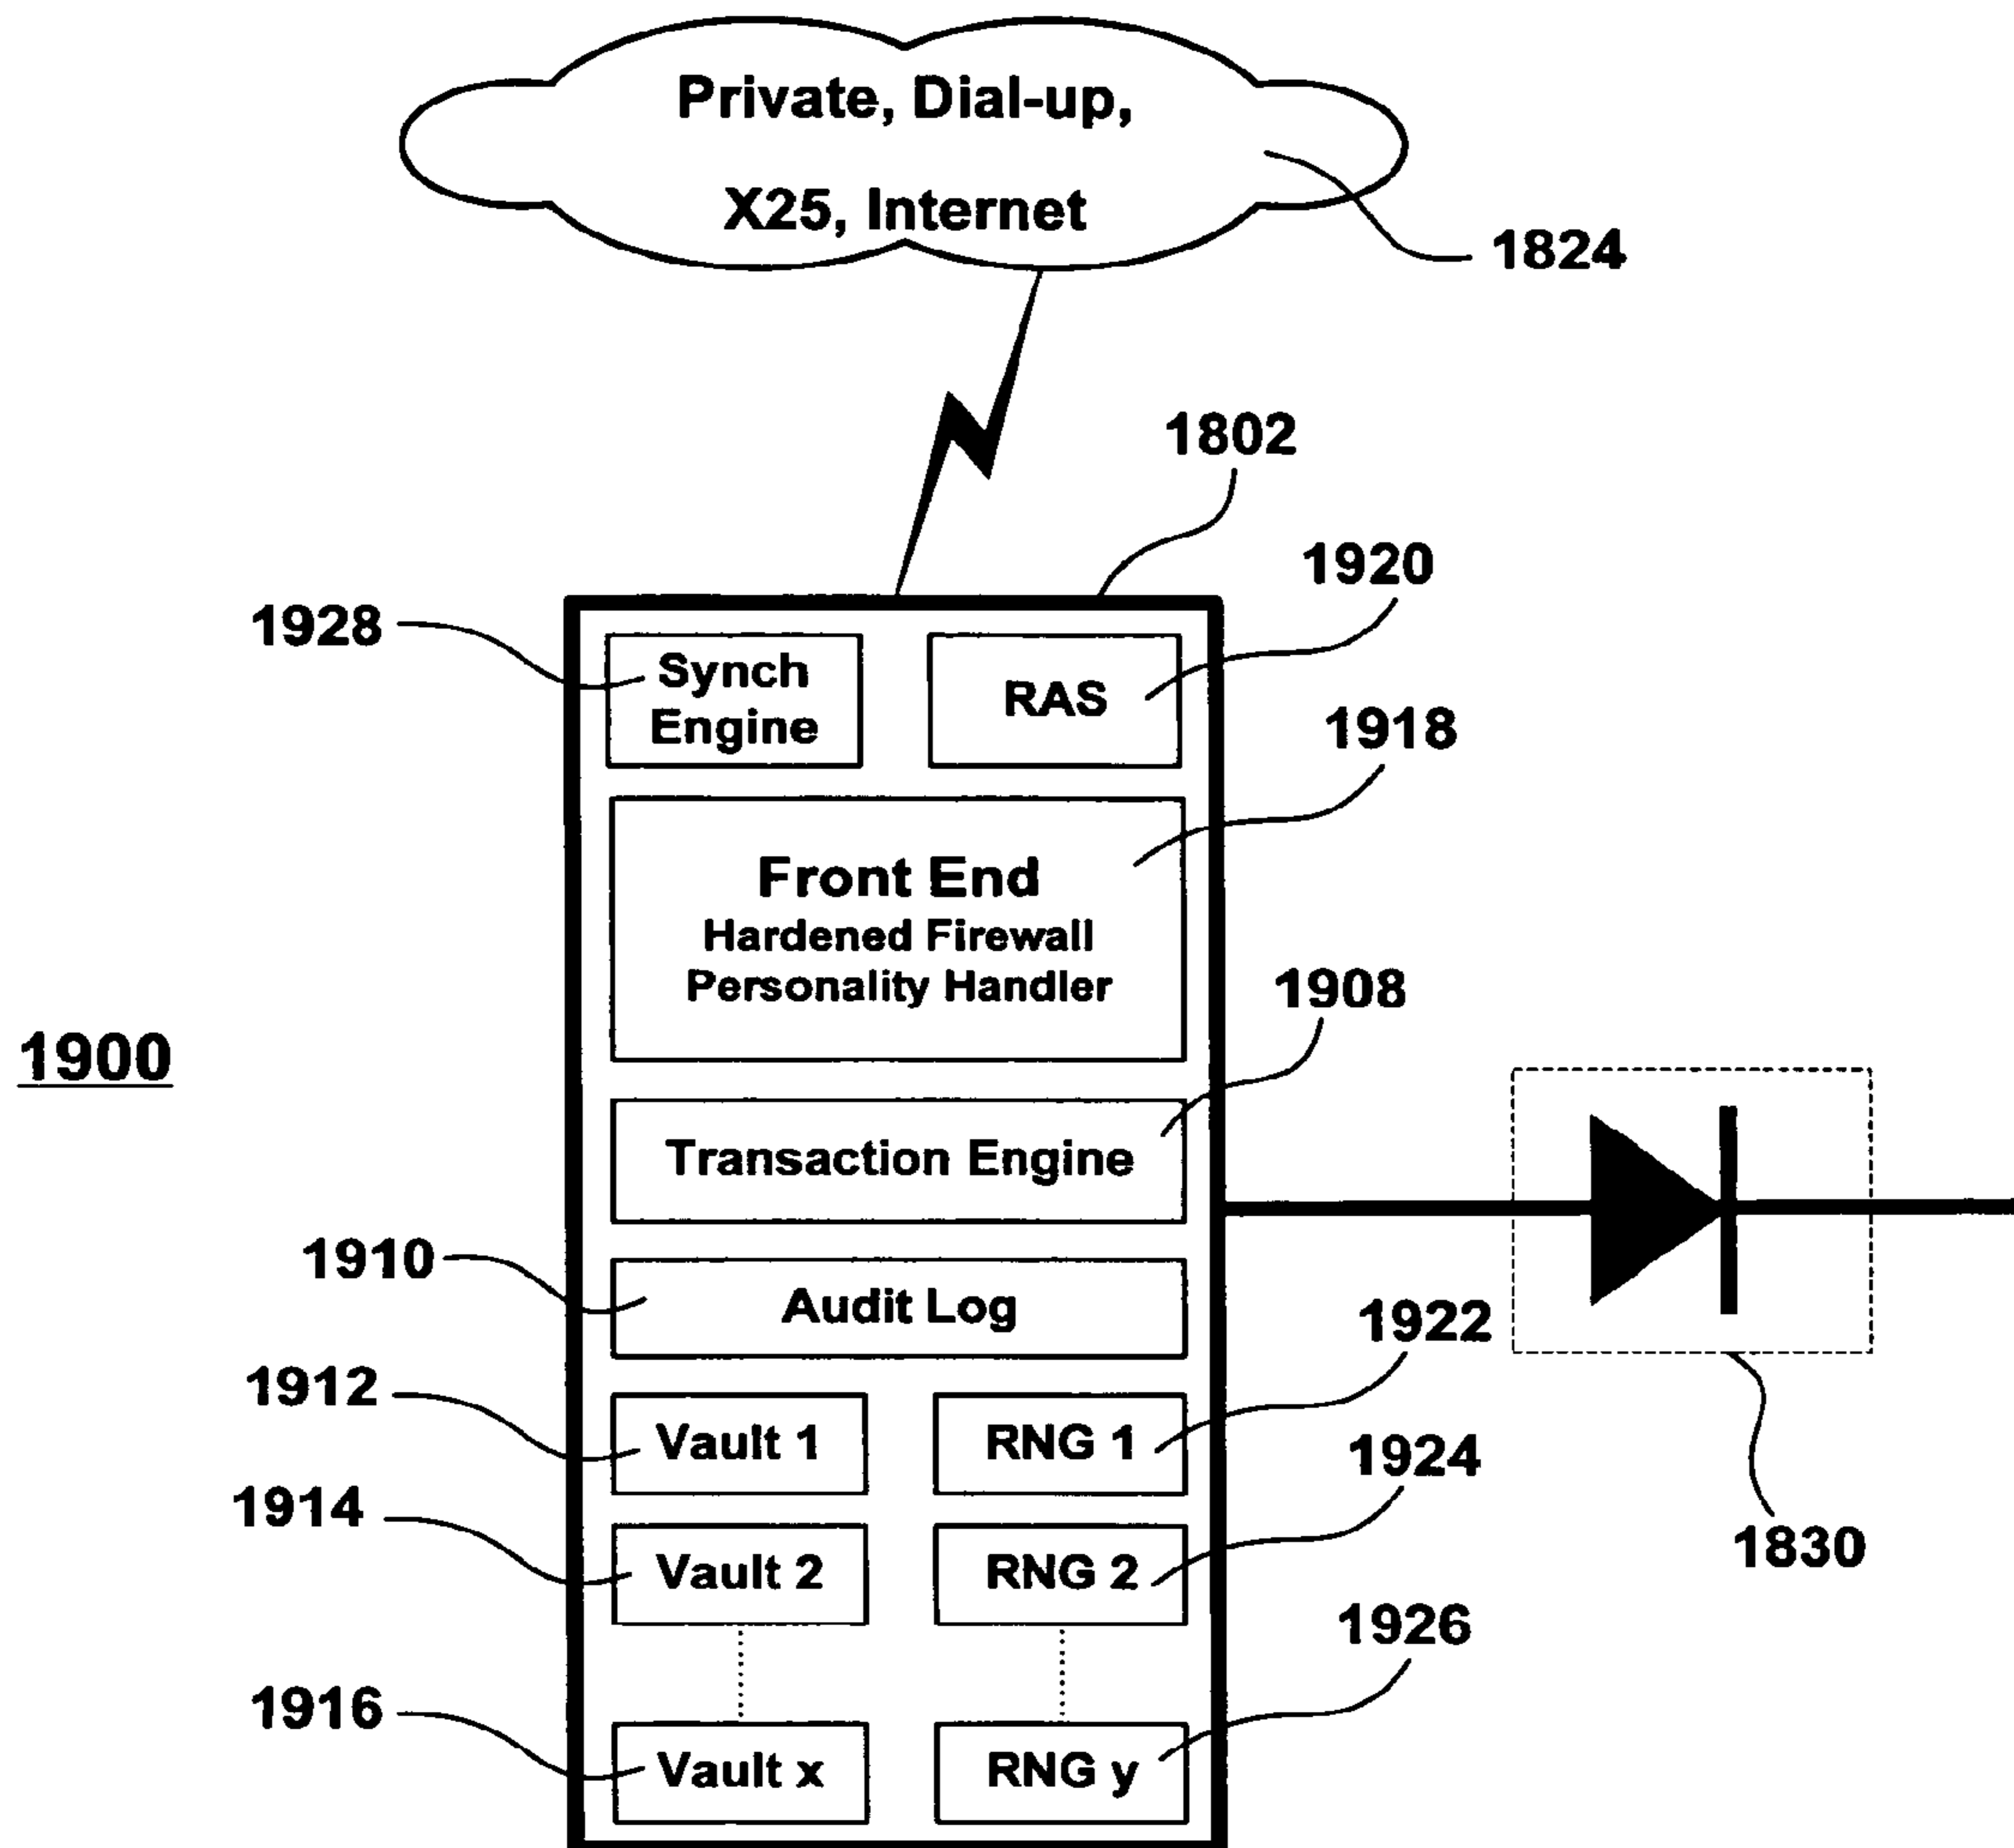 Private, Dial-up,
X25, Internet
1824
1802
1920
1928
Synch
Engine
RAS
1918
Front End
Hardened Firewall
Personality Handler
1908
1900
Transaction Engine
1910
Audit Log
1922
1912
Vault 1
RNG 1
1924
1914
Vault 2
RNG 2
1830
1926
1916
Vault x
RNG y